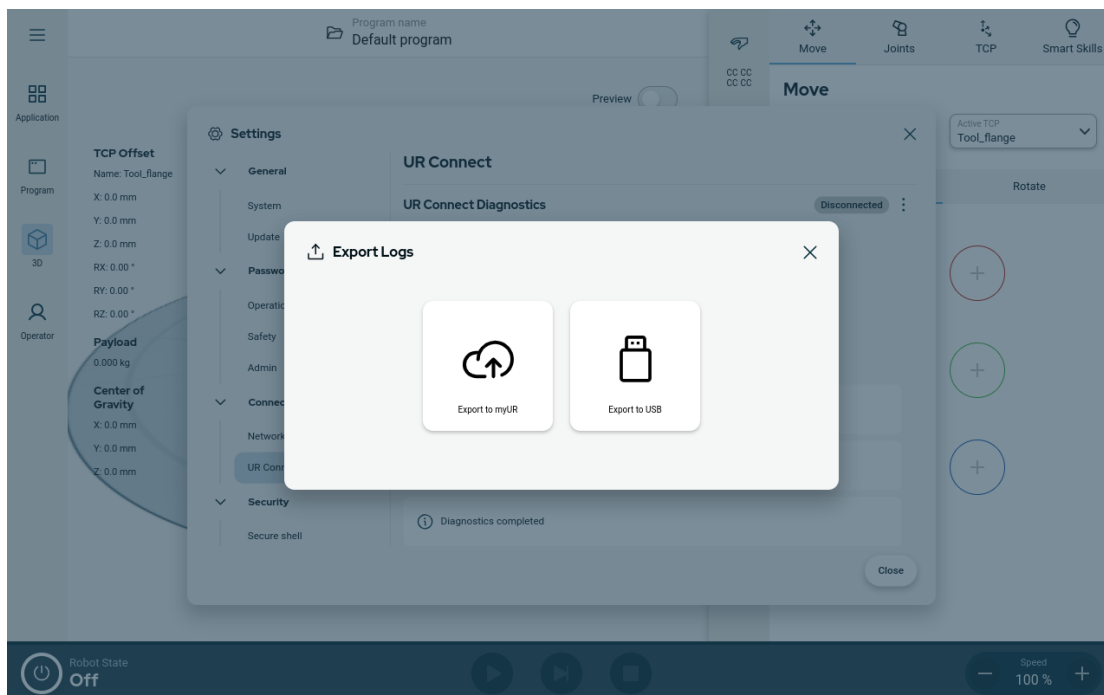 Program name
Default program
Move
Joints
TCP
Smart Skills
CC CC
CC CC
Application
Program
3D
Operator
Preview
Move
Active TCP
Tool_flange
Rotate
TCP Offset
Name: Tool_flange
X: 0.0 mm
Y: 0.0 mm
Z: 0.0 mm
RX: 0.00 °
RY: 0.00 °
RZ: 0.00 °
Payload
0.000 kg
Center of
Gravity
X: 0.0 mm
Y: 0.0 mm
Z: 0.0 mm
Settings
General
System
Update
Passwo
Operatio
Safety
Admin
Connec
Network
UR Conn
Security
Secure shell
UR Connect
UR Connect Diagnostics
Disconnected
Export Logs
Export to myUR
Export to USB
Diagnostics completed
Close
Robot State
Off
Speed
100 %